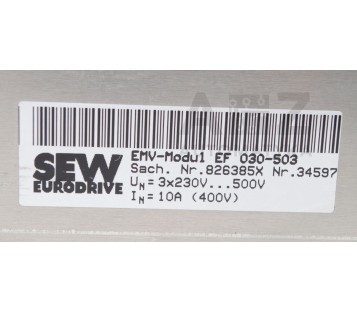 EMV-Modul EF 030-503
SEW
EURODRIVE
Sach. Nr.826385X Nr.34597
UN = 3x230V...500V
IN = 10A (400V)